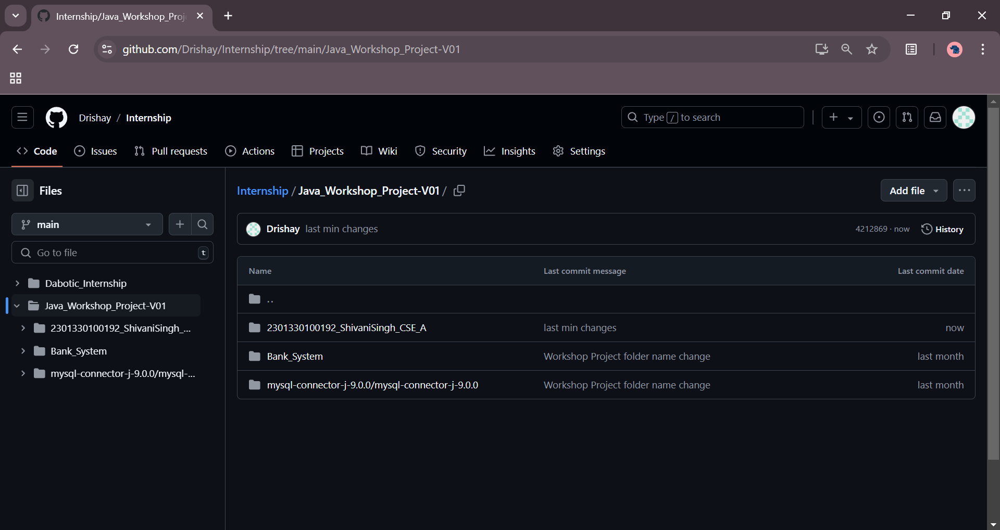 Internship/Java_Workshop_Proj
github.com/Drishay/Internship/tree/main/Java_Workshop_Project-V01
Drishay / Internship
Type / to search
Code
Issues
Pull requests
Actions
Projects
Wiki
Security
Insights
Settings
Files
main
Go to file
t
Dabotic_Internship
Java_Workshop_Project-V01
2301330100192_ShivaniSingh_...
Bank_System
mysql-connector-j-9.0.0/mysql-...
Internship / Java_Workshop_Project-V01 /
Add file
Drishay last min changes
4212869 · now
History
Name Last commit message Last commit date
..
2301330100192_ShivaniSingh_CSE_A last min changes now
Bank_System Workshop Project folder name change last month
mysql-connector-j-9.0.0/mysql-connector-j-9.0.0 Workshop Project folder name change last month